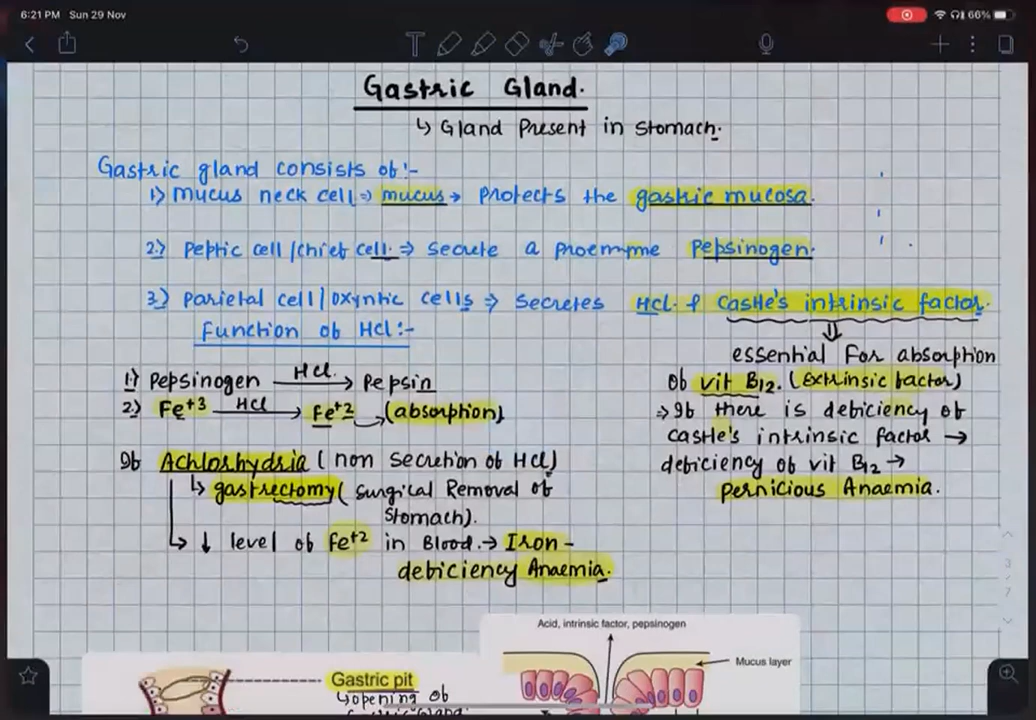 6:21 PM Sun 29 Nov
66%
Gastric Gland.
↳ Gland Present in stomach.
Gastric gland consists of:-
1) Mucus neck cell → mucus → protects the gastric mucosa.
2) Peptic cell/chief cell. ⇒ secrete a proenzyme Pepsinogen.
3) Parietal cell/Oxyntic cells ⇒ secretes HCl & Castle's intrinsic factor.
Function of HCl:-
⇓
essential for absorption
of vit B12. (Extrinsic factor)
⇒ If there is deficiency of
castle's intrinsic factor →
deficiency of vit B12 →
pernicious Anaemia.
1) Pepsinogen HCl → Pepsin
2) Fe+3 HCl → Fe+2 → (absorption)
If Achlorhydria (non secretion of HCl)
↳ gastrectomy (Surgical Removal of
Stomach).
↳ ↓ level of Fe+2 in Blood. → Iron-
deficiency Anaemia.
Acid, intrinsic factor, pepsinogen
Mucus layer
Gastric pit
↳ opening of